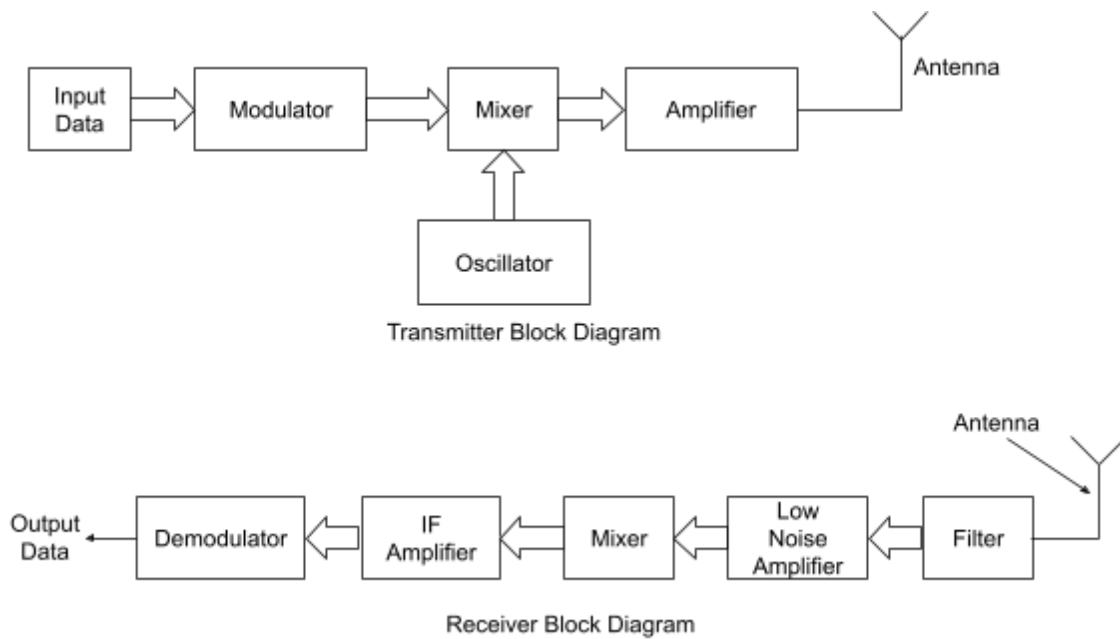 Antenna
Input
Data
Modulator
Mixer
Amplifier
Oscillator
Transmitter Block Diagram
Antenna
Output
Data
Demodulator
IF
Amplifier
Mixer
Low
Noise
Amplifier
Filter
Receiver Block Diagram